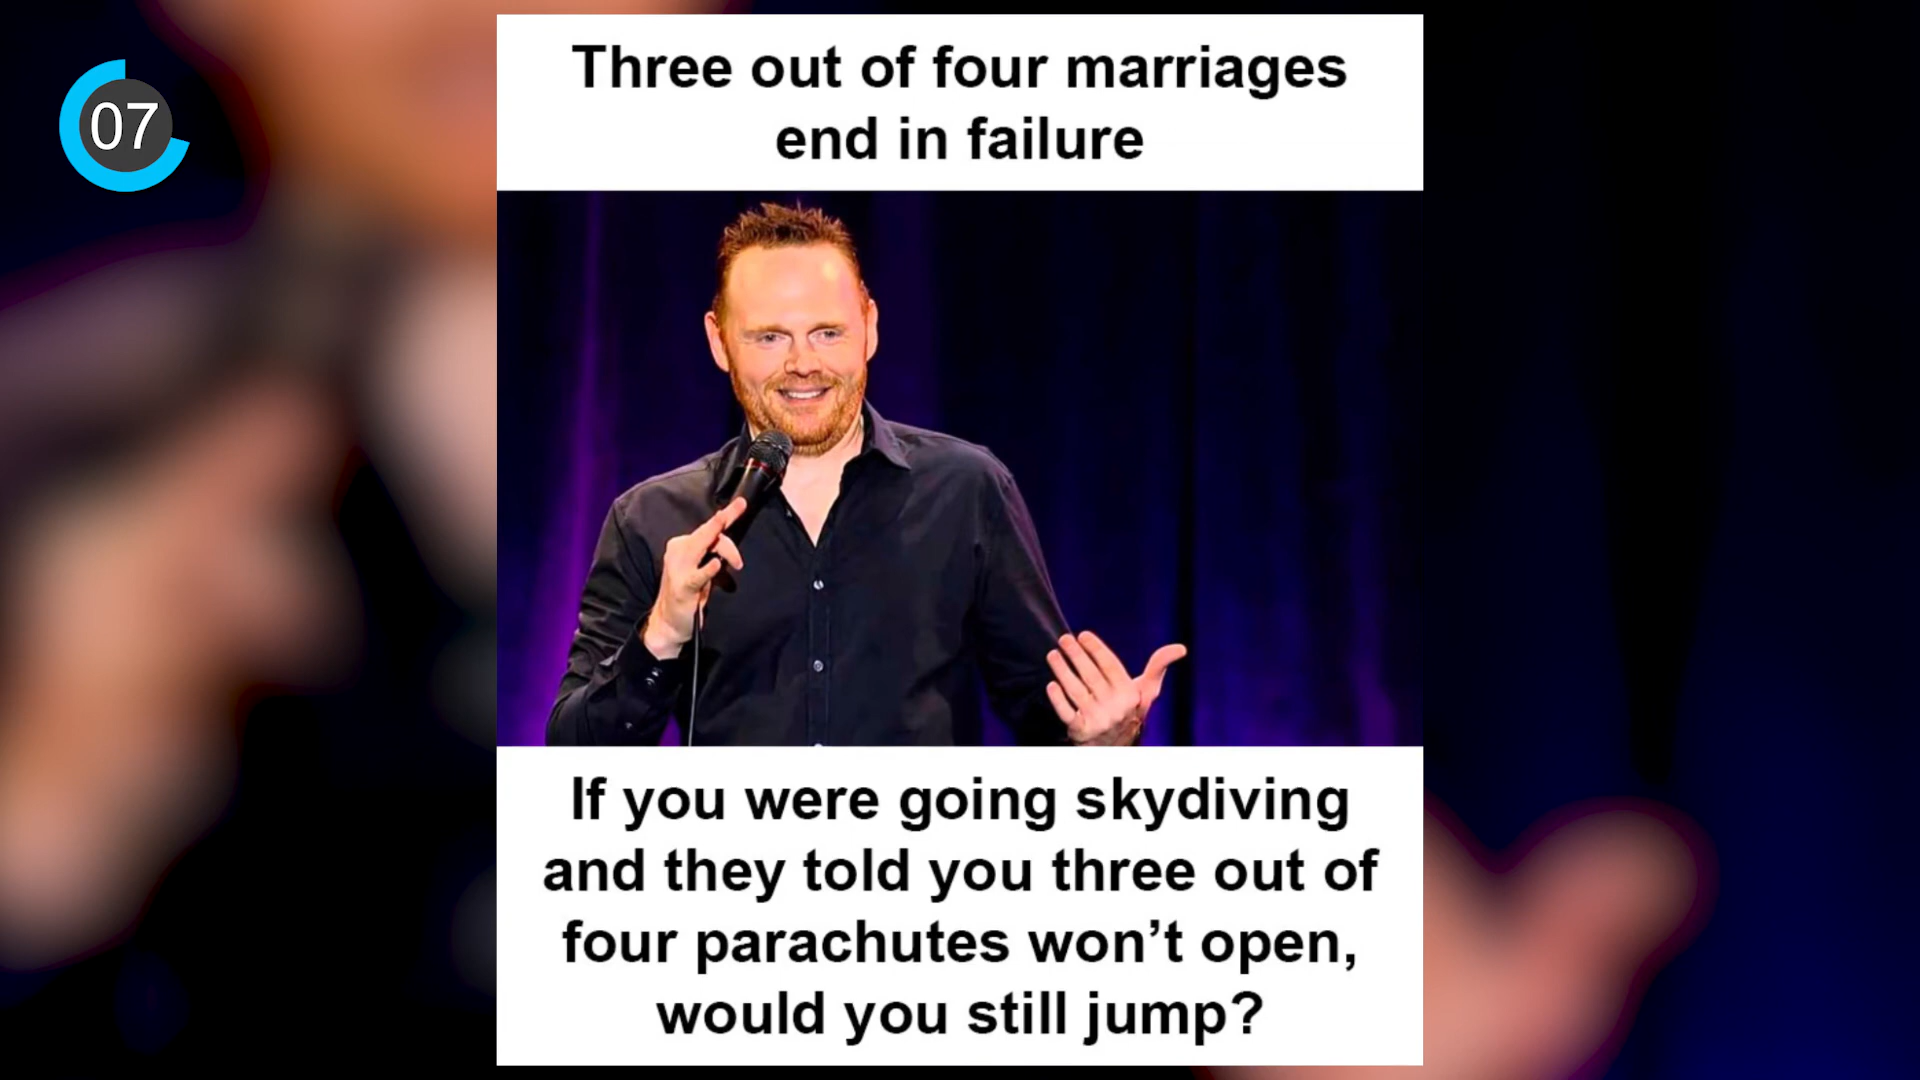 07
Three out of four marriages
end in failure
If you were going skydiving
and they told you three out of
four parachutes won’t open,
would you still jump?